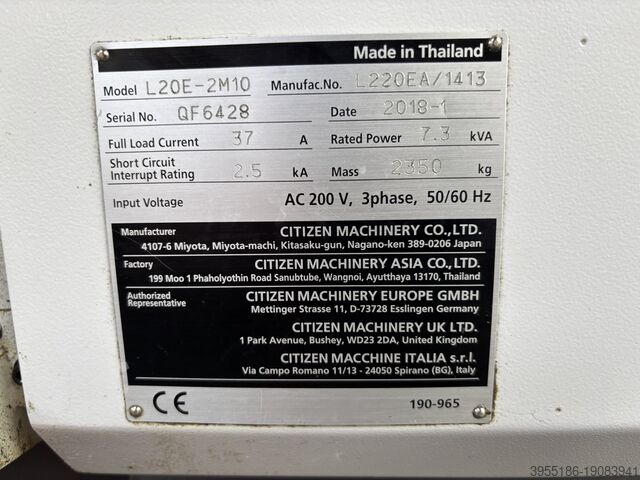 Made in Thailand
Model L20E-2M10 Manufac.No. L220EA/1413
Serial No. QF6428 Date 2018-1
Full Load Current 37 A Rated Power 7.3 kVA
Short Circuit
Interrupt Rating 2.5 kA Mass 2350 kg
Input Voltage AC 200 V, 3phase, 50/60 Hz
Manufacturer CITIZEN MACHINERY CO.,LTD.
4107-6 Miyota, Miyota-machi, Kitasaku-gun, Nagano-ken 389-0206 Japan
Factory CITIZEN MACHINERY ASIA CO.,LTD.
199 Moo 1 Phaholyothin Road Sanubtube, Wangnoi, Ayutthaya 13170, Thailand
Authorized
Representative CITIZEN MACHINERY EUROPE GMBH
Mettinger Strasse 11, D-73728 Esslingen Germany
CITIZEN MACHINERY UK LTD.
1 Park Avenue, Bushey, WD23 2DA, United Kingdom
CITIZEN MACCHINE ITALIA s.r.l.
Via Campo Romano 11/13 - 24050 Spirano (BG), Italy
CE 190-965
3955186-19083941